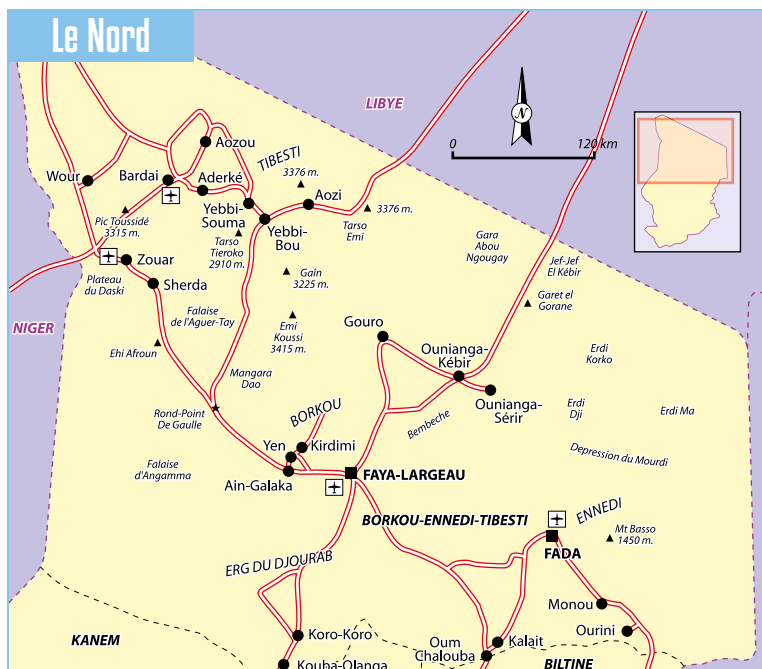 Le Nord
LIBYE
N
0
120 km
Aozou
TIBESTI
3376 m.
Wour
Bardai
Aderké
Aozi
3376 m.
Pic Toussidé
3315 m.
Yebbi-
Souma
Yebbi-
Bou
Tarso
Emi
Tarso
Tieroko
2910 m.
Gara
Abou
Ngougay
Jef-Jef
El Kébir
Zouar
Plateau
du Daski
Sherda
Gaïn
3225 m.
Garet el
Gorane
NIGER
Falaise
de l'Aguer-Tay
Emi
Koussi
3415 m.
Gouro
Ounianga-
Kébir
Ehi Afroun
Erdi
Korko
Mangara
Dao
Ounianga-
Sérir
Rond-Point
De Gaulle
BORKOU
Bembeche
Erdi
Dji
Erdi Ma
Yen
Kirdimi
Depression du Mourdi
Falaise
d'Angamma
Ain-Galaka
FAYA-LARGEAU
BORKOU-ENNEDI-TIBESTI
ENNEDI
Mt Basso
1450 m.
FADA
ERG DU DJOURAB
Monou
Ourini
KANEM
Koro-Koro
Oum
Chalouba
Kalait
Kouba-Olanga
BILTINE